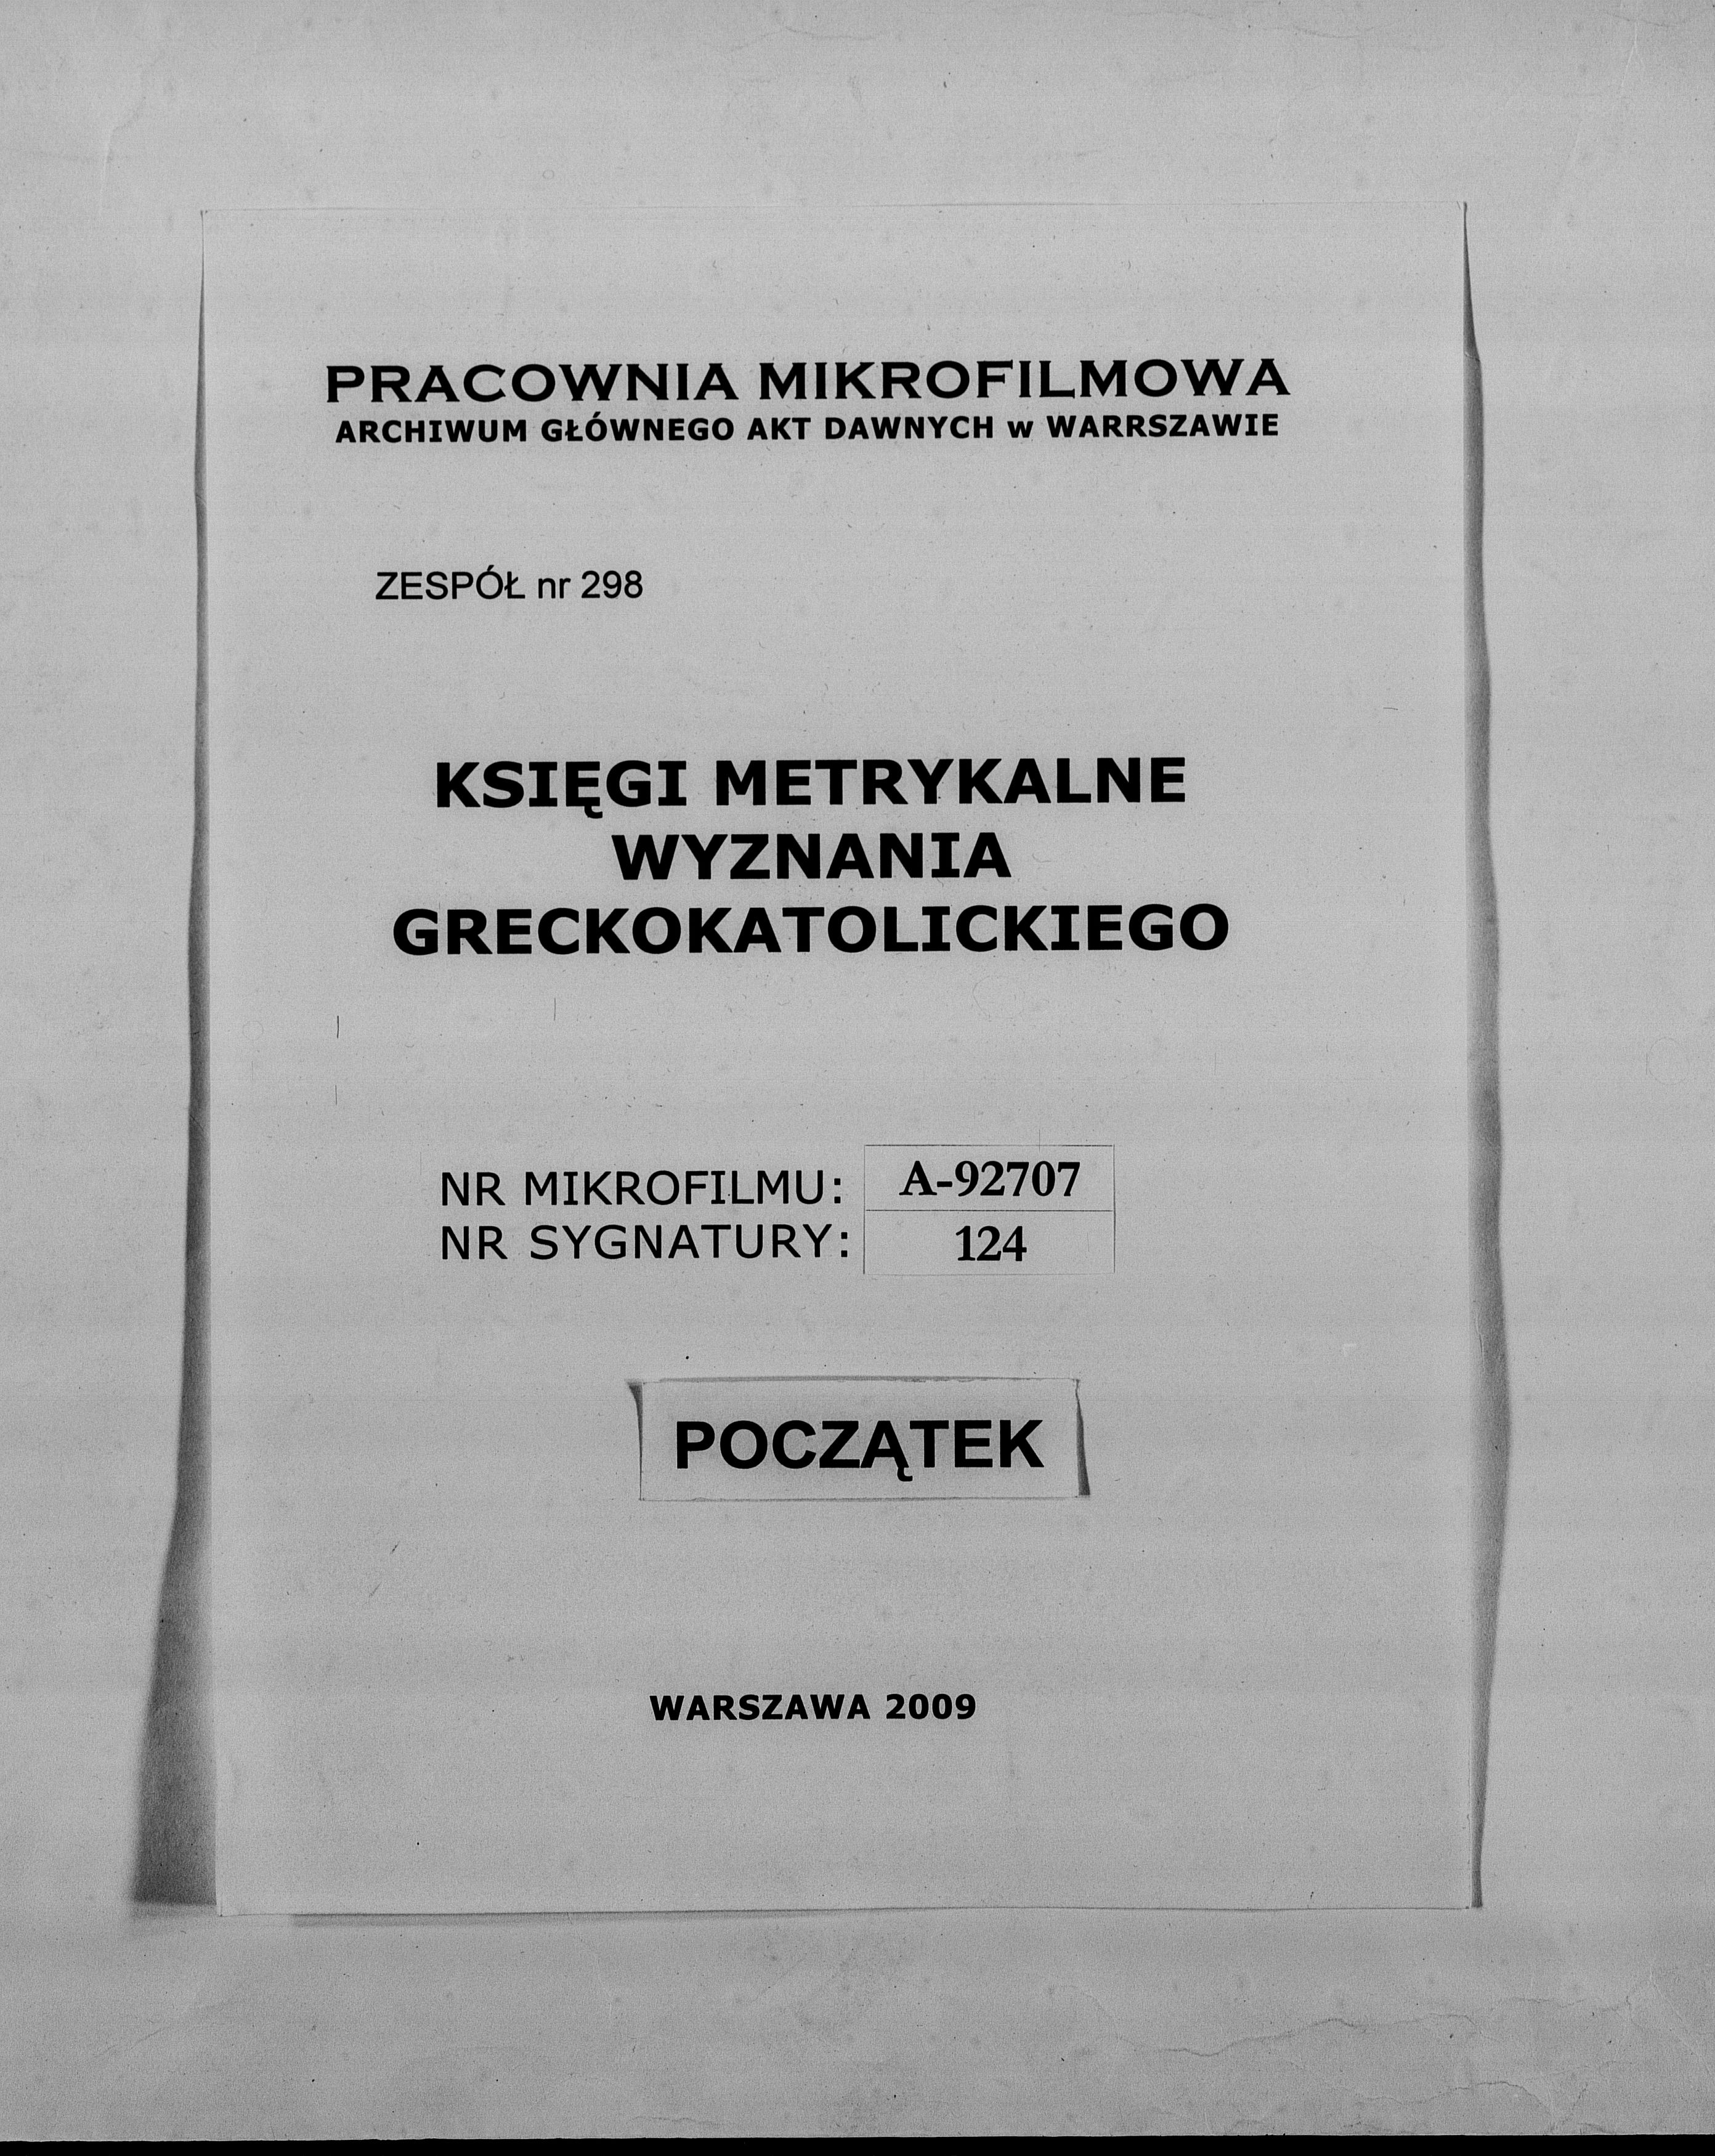 PRACOWNIA MIKROFILMOWA
ARCHIWUM GŁÓWNEGO AKT DAWNYCH w WARRSZAWIE
ZESPÓŁ nr 298
KSIĘGI METRYKALNE
WYZNANIA
GRECKOKATOLICKIEGO
NR MIKROFILMU: A-92707
NR SYGNATURY: 124
POCZĄTEK
WARSZAWA 2009